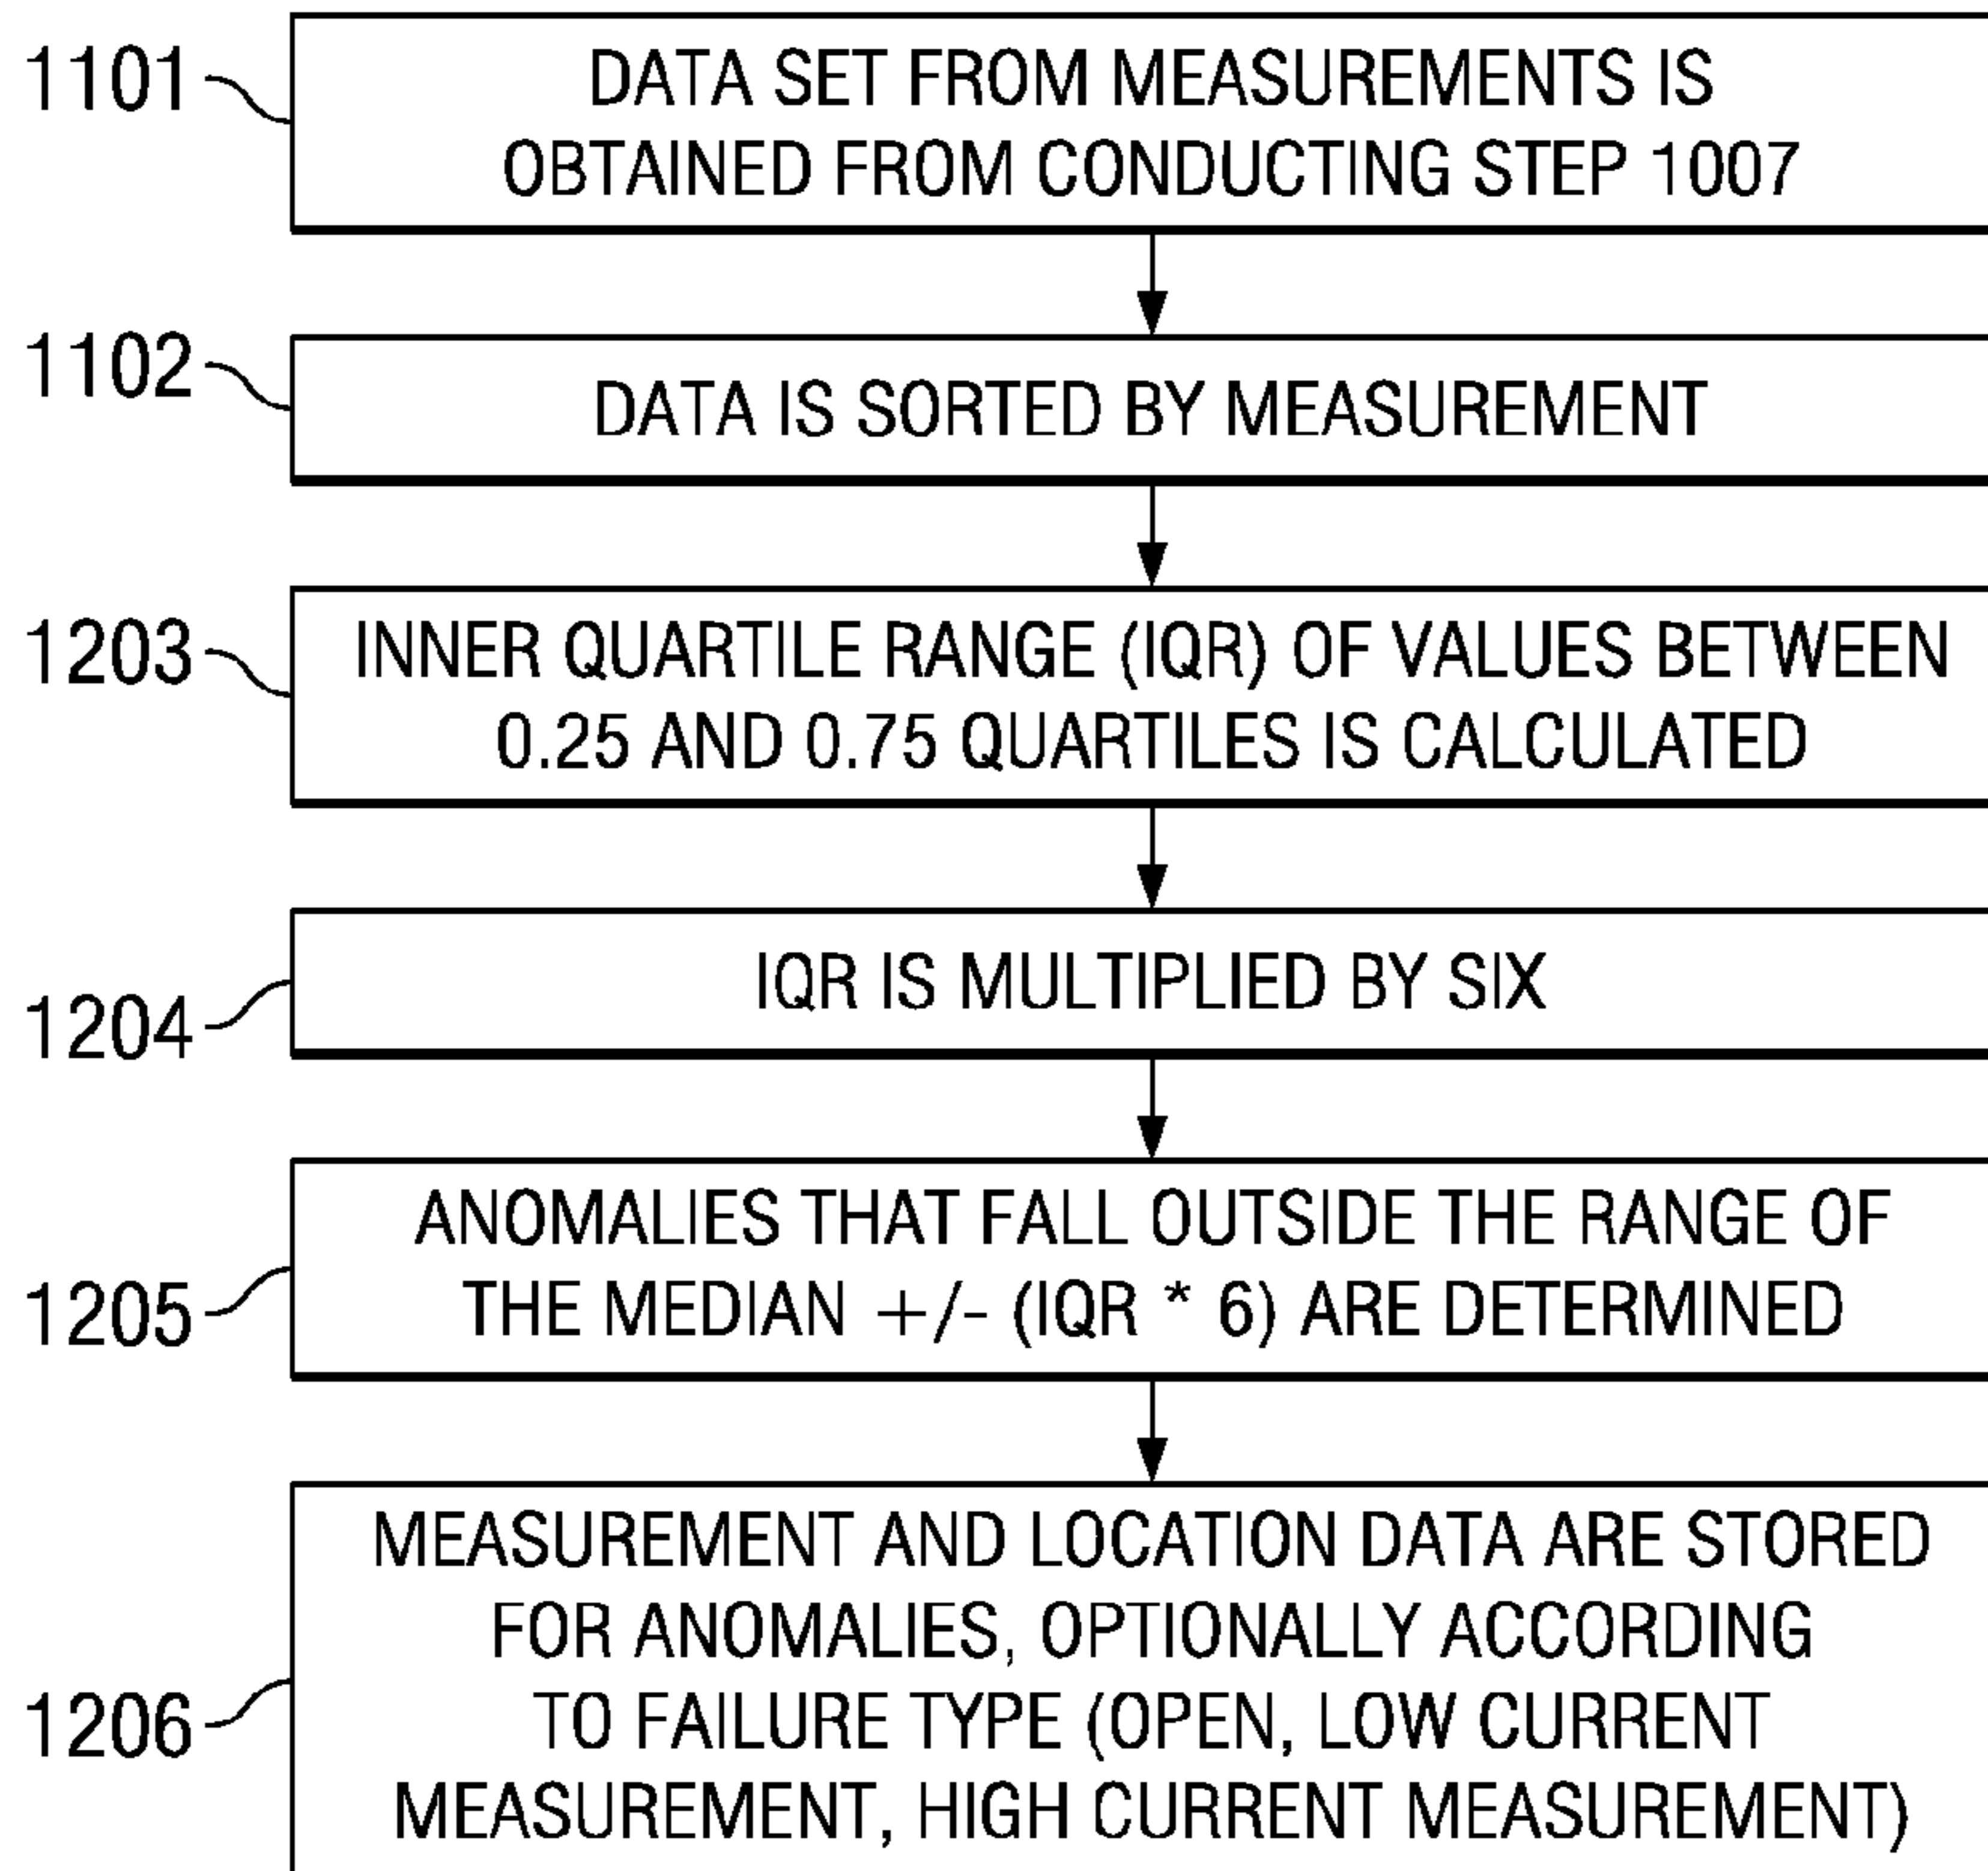 1101
DATA SET FROM MEASUREMENTS IS
OBTAINED FROM CONDUCTING STEP 1007
1102
DATA IS SORTED BY MEASUREMENT
1203
INNER QUARTILE RANGE (IQR) OF VALUES BETWEEN
0.25 AND 0.75 QUARTILES IS CALCULATED
1204
IQR IS MULTIPLIED BY SIX
1205
ANOMALIES THAT FALL OUTSIDE THE RANGE OF
THE MEDIAN +/- (IQR * 6) ARE DETERMINED
1206
MEASUREMENT AND LOCATION DATA ARE STORED
FOR ANOMALIES, OPTIONALLY ACCORDING
TO FAILURE TYPE (OPEN, LOW CURRENT
MEASUREMENT, HIGH CURRENT MEASUREMENT)